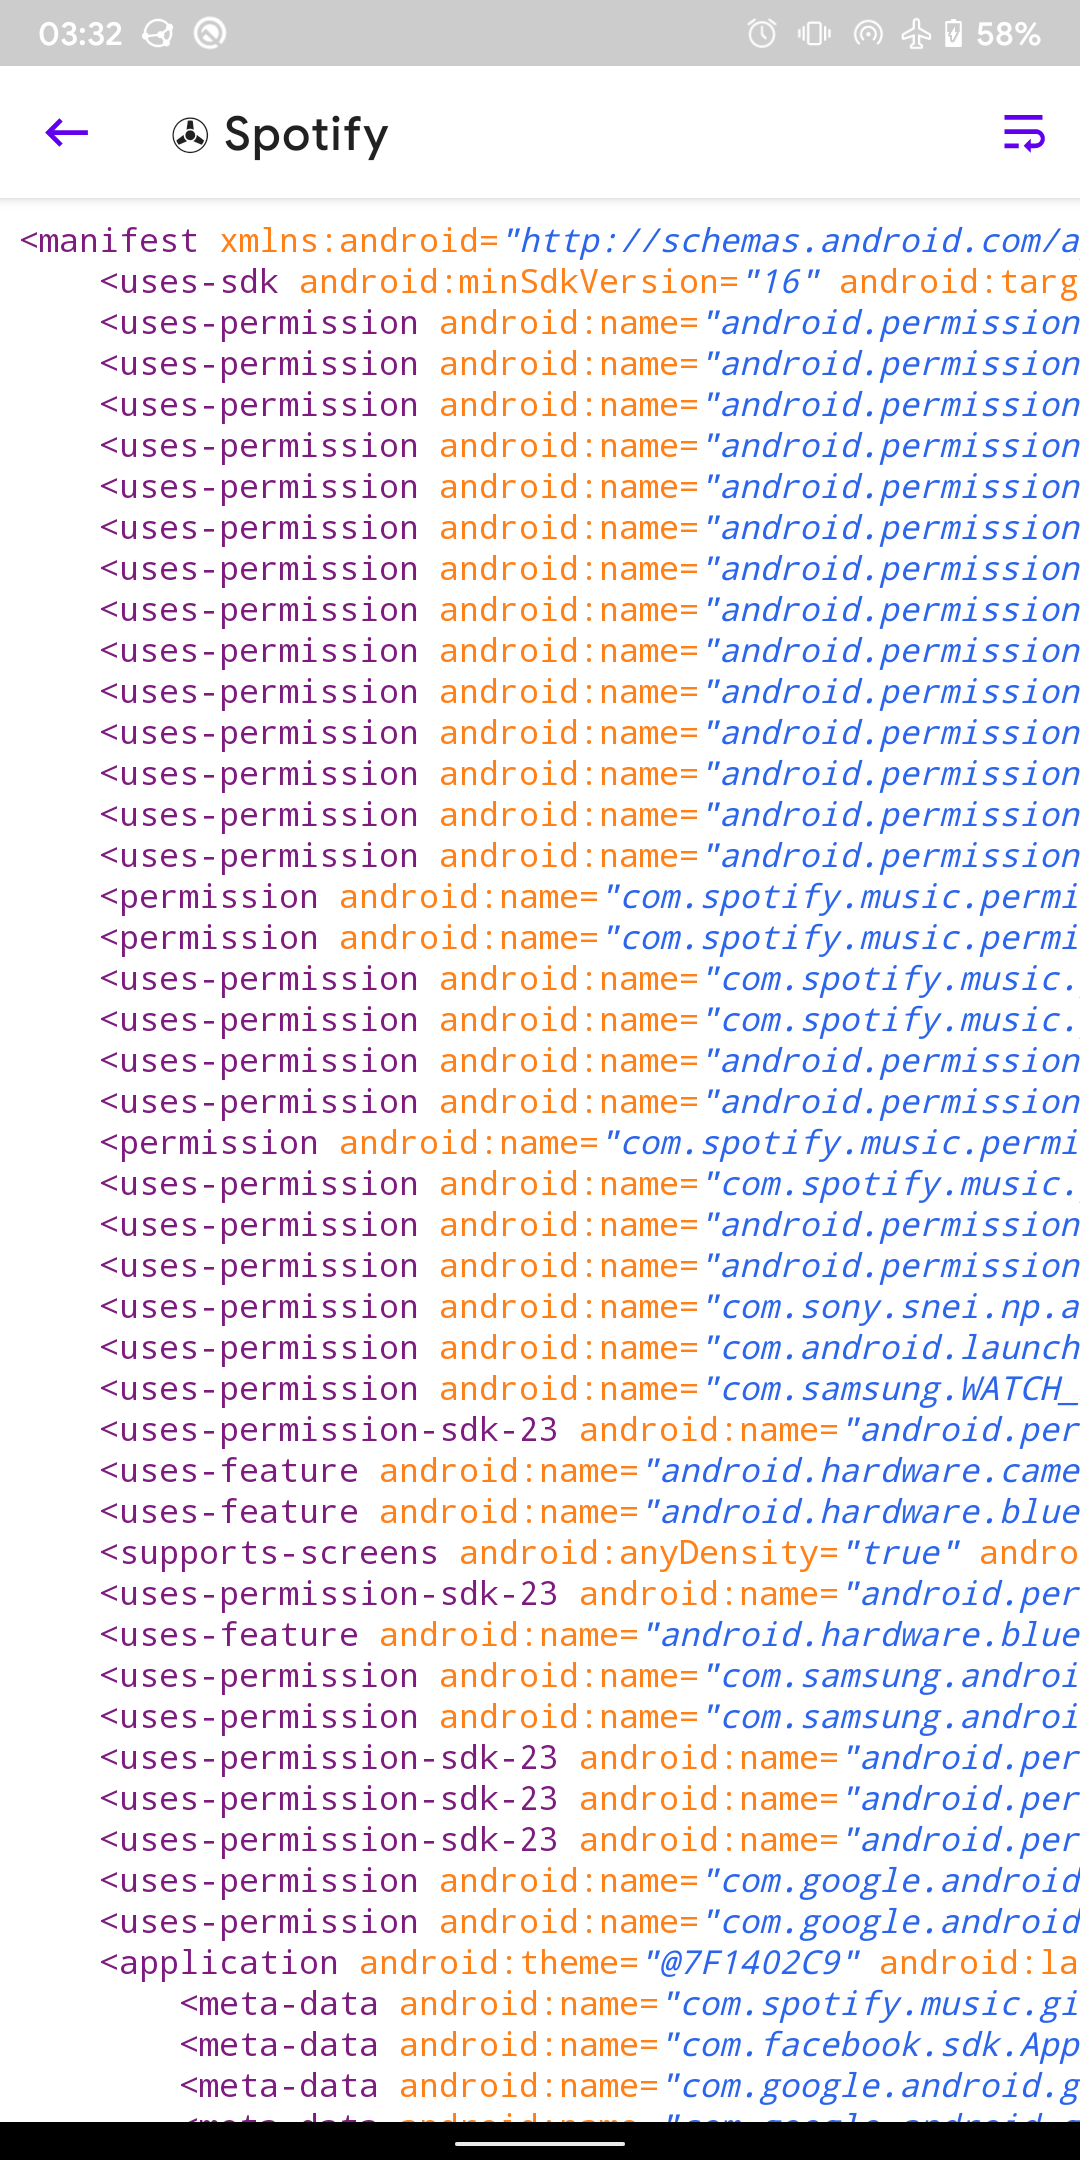 03:32 58%
Spotify
<manifest xmlns:android="http://schemas.android.com/a
<uses-sdk android:minSdkVersion="16" android:targ
<uses-permission android:name="android.permission
<uses-permission android:name="android.permission
<uses-permission android:name="android.permission
<uses-permission android:name="android.permission
<uses-permission android:name="android.permission
<uses-permission android:name="android.permission
<uses-permission android:name="android.permission
<uses-permission android:name="android.permission
<uses-permission android:name="android.permission
<uses-permission android:name="android.permission
<uses-permission android:name="android.permission
<uses-permission android:name="android.permission
<uses-permission android:name="android.permission
<uses-permission android:name="android.permission
<permission android:name="com.spotify.music.permi
<permission android:name="com.spotify.music.permi
<uses-permission android:name="com.spotify.music.
<uses-permission android:name="com.spotify.music.
<uses-permission android:name="android.permission
<uses-permission android:name="android.permission
<permission android:name="com.spotify.music.permi
<uses-permission android:name="com.spotify.music.
<uses-permission android:name="android.permission
<uses-permission android:name="android.permission
<uses-permission android:name="com.sony.snei.np.a
<uses-permission android:name="com.android.launch
<uses-permission android:name="com.samsung.WATCH_
<uses-permission-sdk-23 android:name="android.per
<uses-feature android:name="android.hardware.came
<uses-feature android:name="android.hardware.blue
<supports-screens android:anyDensity="true" andro
<uses-permission-sdk-23 android:name="android.per
<uses-feature android:name="android.hardware.blue
<uses-permission android:name="com.samsung.androi
<uses-permission android:name="com.samsung.androi
<uses-permission-sdk-23 android:name="android.per
<uses-permission-sdk-23 android:name="android.per
<uses-permission-sdk-23 android:name="android.per
<uses-permission android:name="com.google.android
<uses-permission android:name="com.google.android
<application android:theme="@7F1402C9" android:la
<meta-data android:name="com.spotify.music.gi
<meta-data android:name="com.facebook.sdk.App
<meta-data android:name="com.google.android.g
<meta-data android:name="com.google.android.g